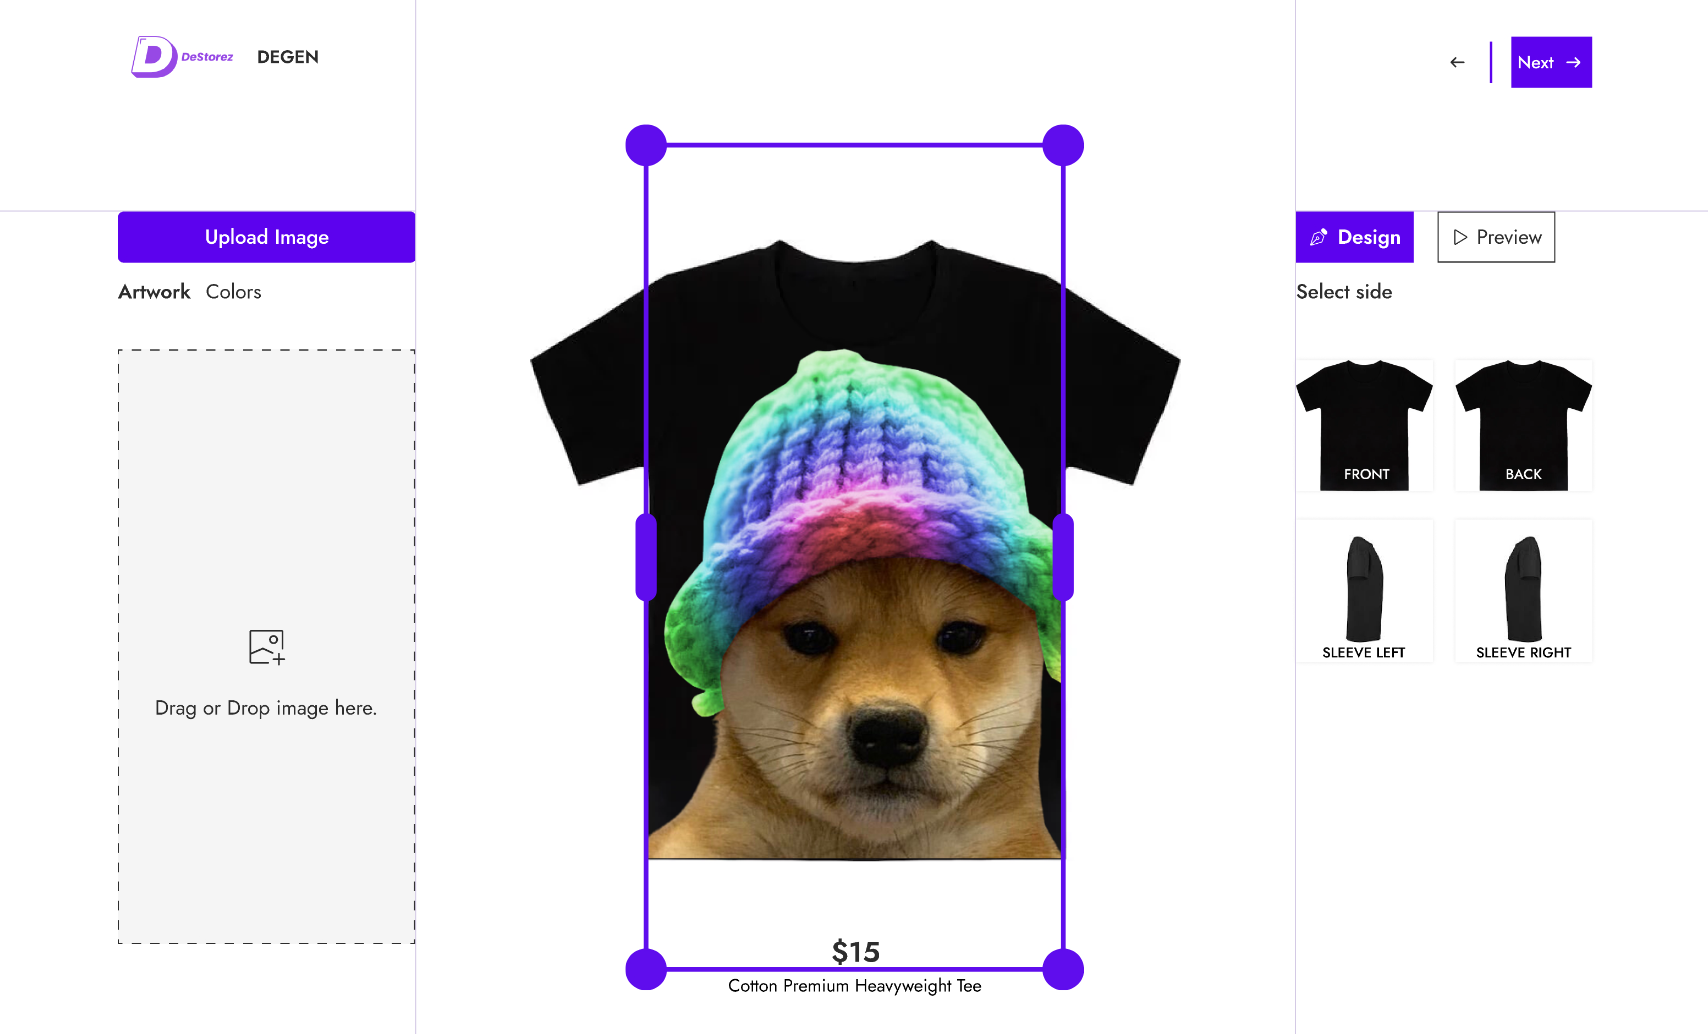 DeStorez
DEGEN
Next
Upload Image
Design
Preview
Artwork Colors
Select side
FRONT
BACK
SLEEVE LEFT
SLEEVE RIGHT
Drag or Drop image here.
$15
Cotton Premium Heavyweight Tee